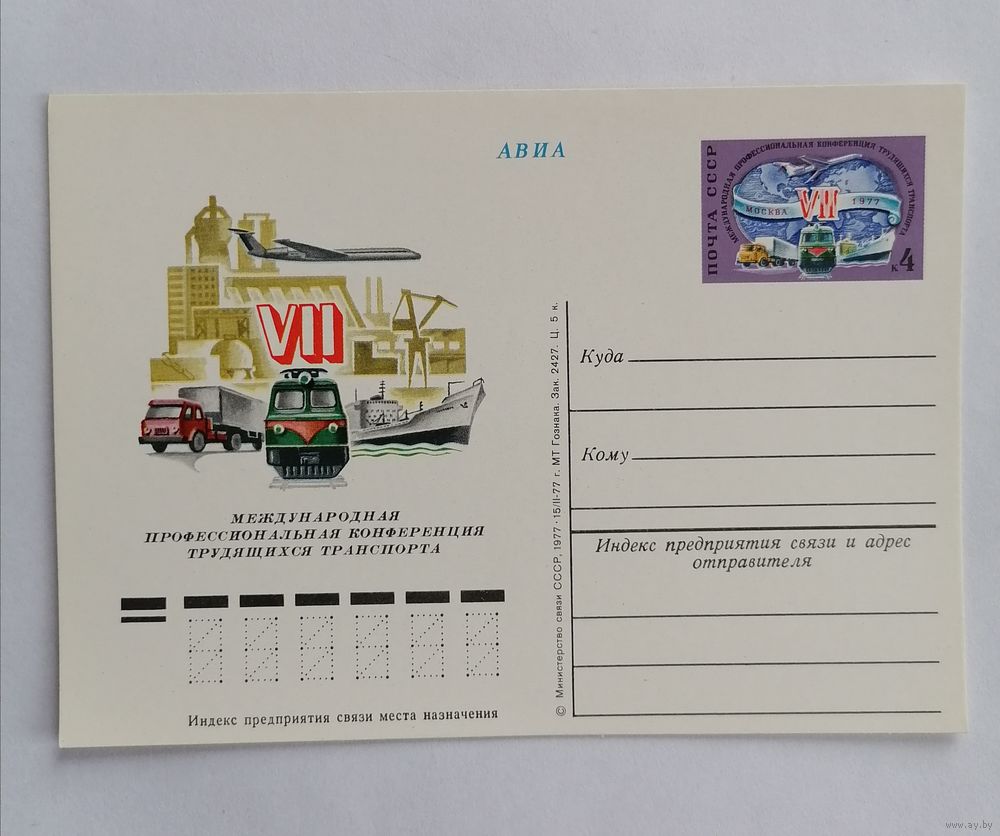 АВИА
ПОЧТА СССР
МЕЖДУНАРОДНАЯ ПРОФЕССИОНАЛЬНАЯ КОНФЕРЕНЦИЯ ТРУДЯЩИХСЯ ТРАНСПОРТА
МОСКВА VII 1977
к 4
VII
МЕЖДУНАРОДНАЯ
ПРОФЕССИОНАЛЬНАЯ КОНФЕРЕНЦИЯ
ТРУДЯЩИХСЯ ТРАНСПОРТА
Индекс предприятия связи места назначения
© Министерство связи СССР, 1977 · 15/II-77 г. МТ Гознака. Зак. 2427. Ц. 5 к.
Куда
Кому
Индекс предприятия связи и адрес
отправителя
www.ay.by